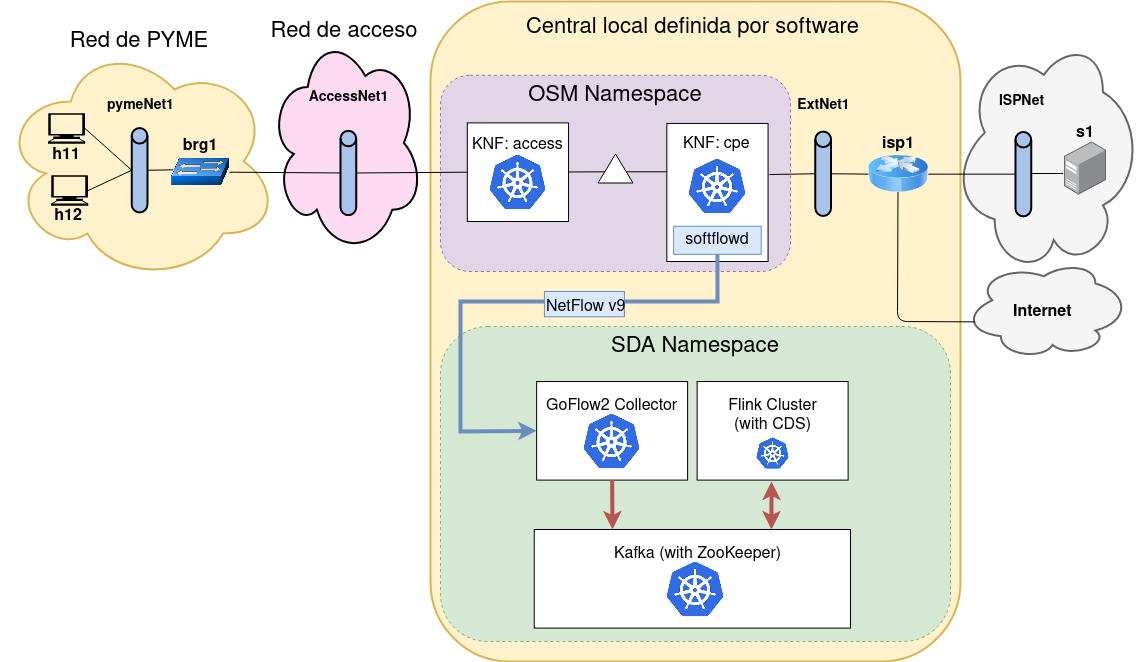 Red de PYME
Red de acceso
Central local definida por software
pymeNet1
h11
h12
brg1
AccessNet1
OSM Namespace
KNF: access
KNF: cpe
softflowd
ExtNet1
isp1
ISPNet
s1
Internet
NetFlow v9
SDA Namespace
GoFlow2 Collector
Flink Cluster
(with CDS)
Kafka (with ZooKeeper)